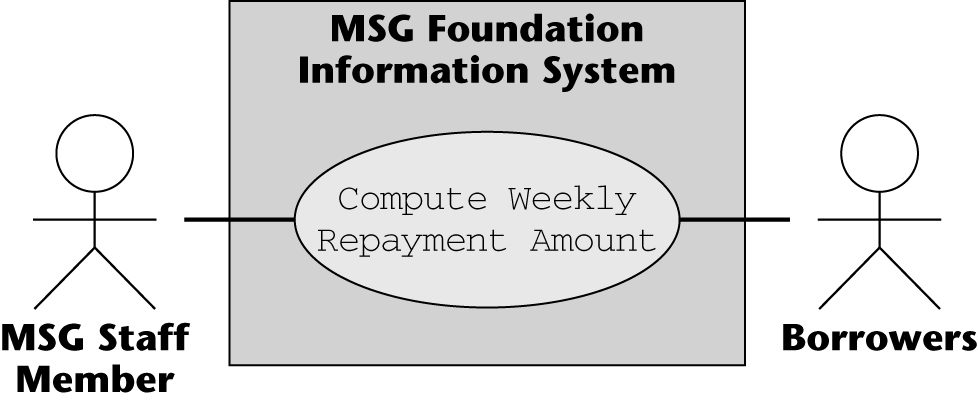 MSG Foundation
Information System
Compute Weekly
Repayment Amount
MSG Staff
Member
Borrowers